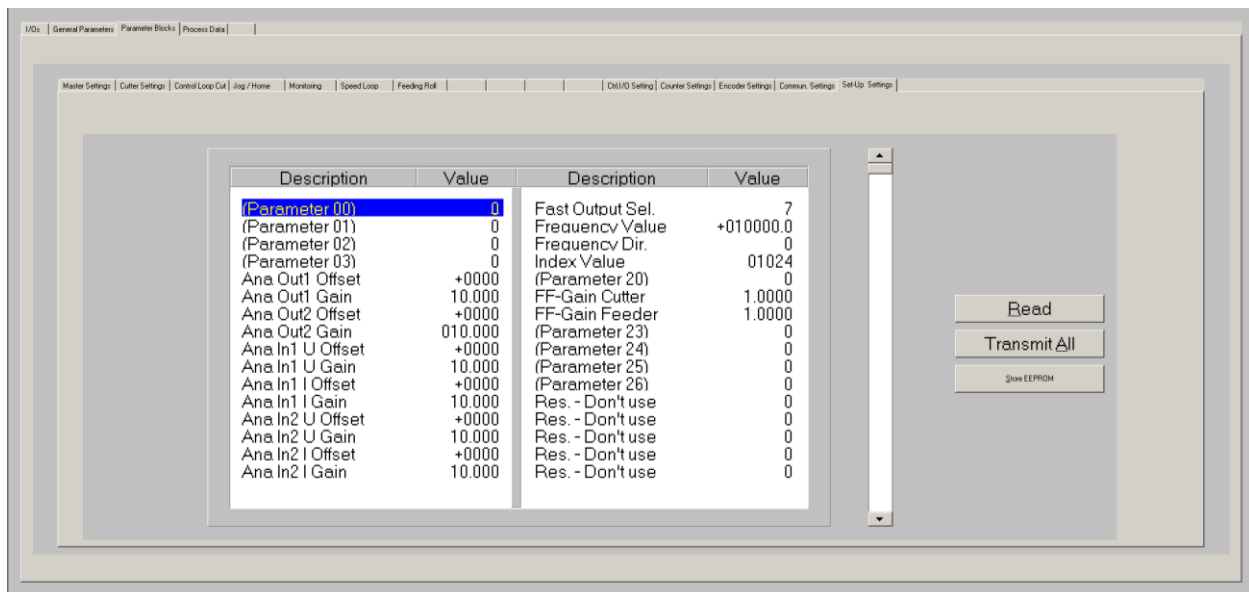 I/Os General Parameters Parameter Blocks Process Data
Master Settings Cutter Settings Control Loop Cut Jog / Home Monitoring Speed Loop Feeding Roll Ctrl.I/O Setting Counter Settings Encoder Settings Commun. Settings Set-Up Settings
Description Value Description Value
(Parameter 00) 0 Fast Output Sel. 7
(Parameter 01) 0 Frequency Value +010000.0
(Parameter 02) 0 Frequency Dir. 0
(Parameter 03) 0 Index Value 01024
Ana Out1 Offset +0000 (Parameter 20) 0
Ana Out1 Gain 10.000 FF-Gain Cutter 1.0000
Ana Out2 Offset +0000 FF-Gain Feeder 1.0000
Ana Out2 Gain 010.000 (Parameter 23) 0
Ana In1 U Offset +0000 (Parameter 24) 0
Ana In1 U Gain 10.000 (Parameter 25) 0
Ana In1 I Offset +0000 (Parameter 26) 0
Ana In1 I Gain 10.000 Res. - Don't use 0
Ana In2 U Offset +0000 Res. - Don't use 0
Ana In2 U Gain 10.000 Res. - Don't use 0
Ana In2 I Offset +0000 Res. - Don't use 0
Ana In2 I Gain 10.000 Res. - Don't use 0
Read
Transmit All
Store EEPROM